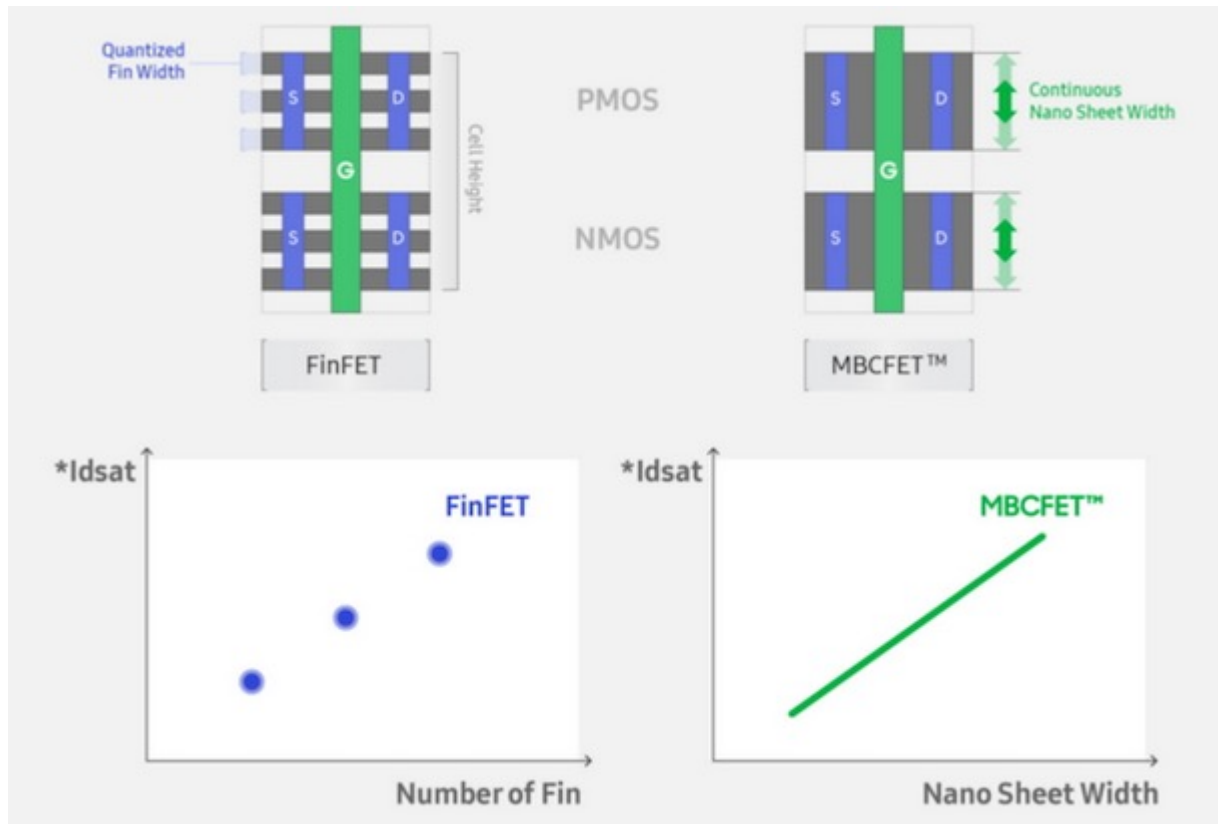 Quantized
Fin Width
S
D
G
S
D
Cell Height
FinFET
PMOS
NMOS
S
D
G
S
D
Continuous
Nano Sheet Width
MBCFET™
*Idsat
FinFET
Number of Fin
*Idsat
MBCFET™
Nano Sheet Width